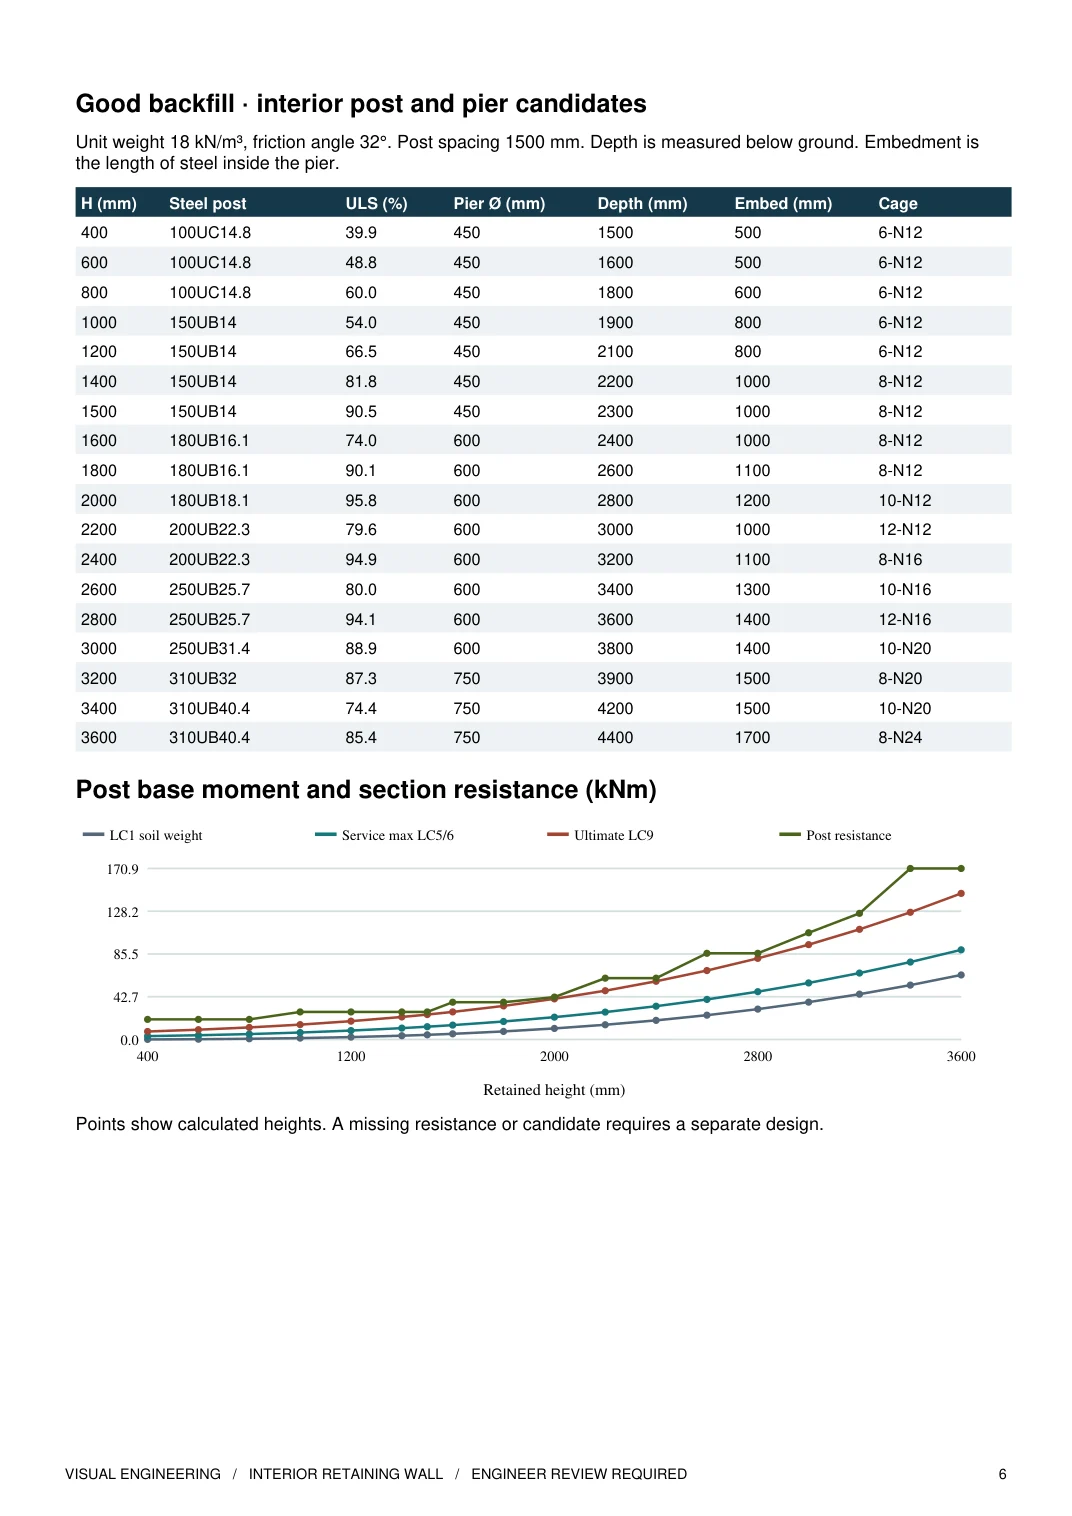 Good backfill · interior post and pier candidates
Unit weight 18 kN/m³, friction angle 32°. Post spacing 1500 mm. Depth is measured below ground. Embedment is
the length of steel inside the pier.
H (mm) Steel post ULS (%) Pier Ø (mm) Depth (mm) Embed (mm) Cage
400 100UC14.8 39.9 450 1500 500 6-N12
600 100UC14.8 48.8 450 1600 500 6-N12
800 100UC14.8 60.0 450 1800 600 6-N12
1000 150UB14 54.0 450 1900 800 6-N12
1200 150UB14 66.5 450 2100 800 6-N12
1400 150UB14 81.8 450 2200 1000 8-N12
1500 150UB14 90.5 450 2300 1000 8-N12
1600 180UB16.1 74.0 600 2400 1000 8-N12
1800 180UB16.1 90.1 600 2600 1100 8-N12
2000 180UB18.1 95.8 600 2800 1200 10-N12
2200 200UB22.3 79.6 600 3000 1000 12-N12
2400 200UB22.3 94.9 600 3200 1100 8-N16
2600 250UB25.7 80.0 600 3400 1300 10-N16
2800 250UB25.7 94.1 600 3600 1400 12-N16
3000 250UB31.4 88.9 600 3800 1400 10-N20
3200 310UB32 87.3 750 3900 1500 8-N20
3400 310UB40.4 74.4 750 4200 1500 10-N20
3600 310UB40.4 85.4 750 4400 1700 8-N24
Post base moment and section resistance (kNm)
LC1 soil weight Service max LC5/6 Ultimate LC9 Post resistance
170.9
128.2
85.5
42.7
0.0
400 1200 2000 2800 3600
Retained height (mm)
Points show calculated heights. A missing resistance or candidate requires a separate design.
VISUAL ENGINEERING / INTERIOR RETAINING WALL / ENGINEER REVIEW REQUIRED 6